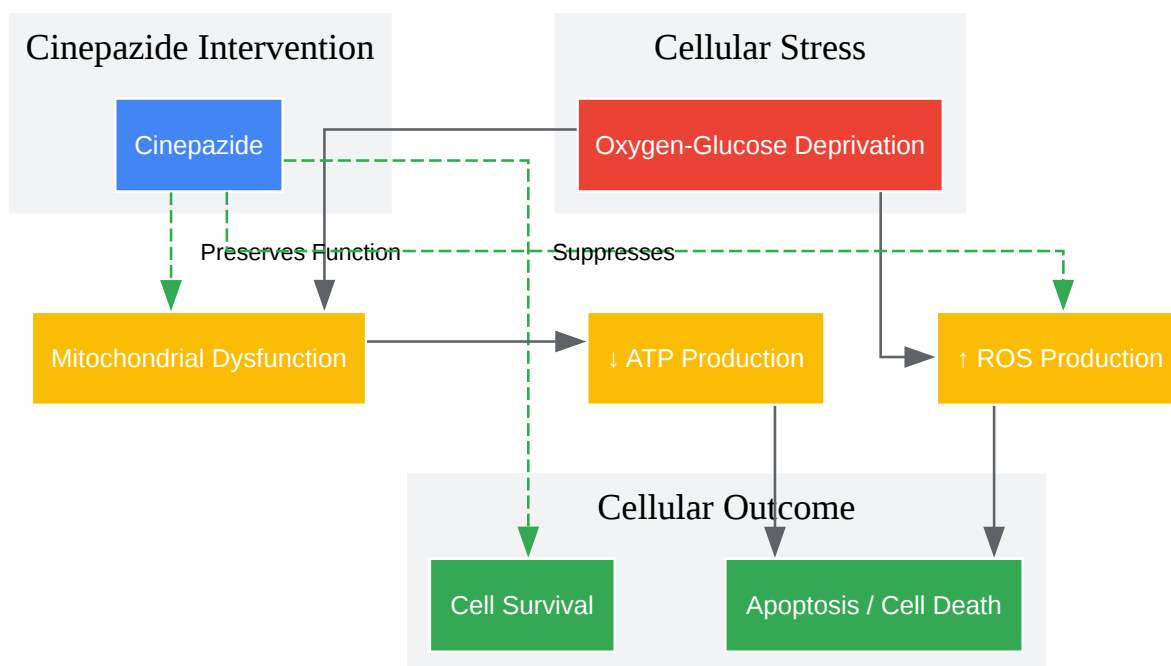 Cinepazide Intervention
Cellular Stress
Cinepazide
Oxygen-Glucose Deprivation
Preserves Function
Suppresses
Mitochondrial Dysfunction
↓ ATP Production
↑ ROS Production
Cellular Outcome
Cell Survival
Apoptosis / Cell Death